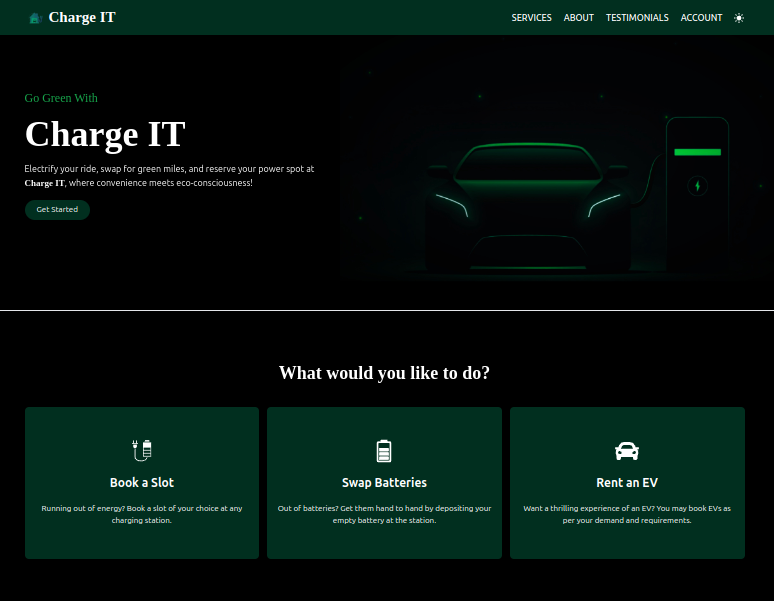 Charge IT
SERVICES ABOUT TESTIMONIALS ACCOUNT
Go Green With
Charge IT
Electrify your ride, swap for green miles, and reserve your power spot at
Charge IT, where convenience meets eco-consciousness!
Get Started
What would you like to do?
Book a Slot
Running out of energy? Book a slot of your choice at any
charging station.
Swap Batteries
Out of batteries? Get them hand to hand by depositing your
empty battery at the station.
Rent an EV
Want a thrilling experience of an EV? You may book EVs as
per your demand and requirements.